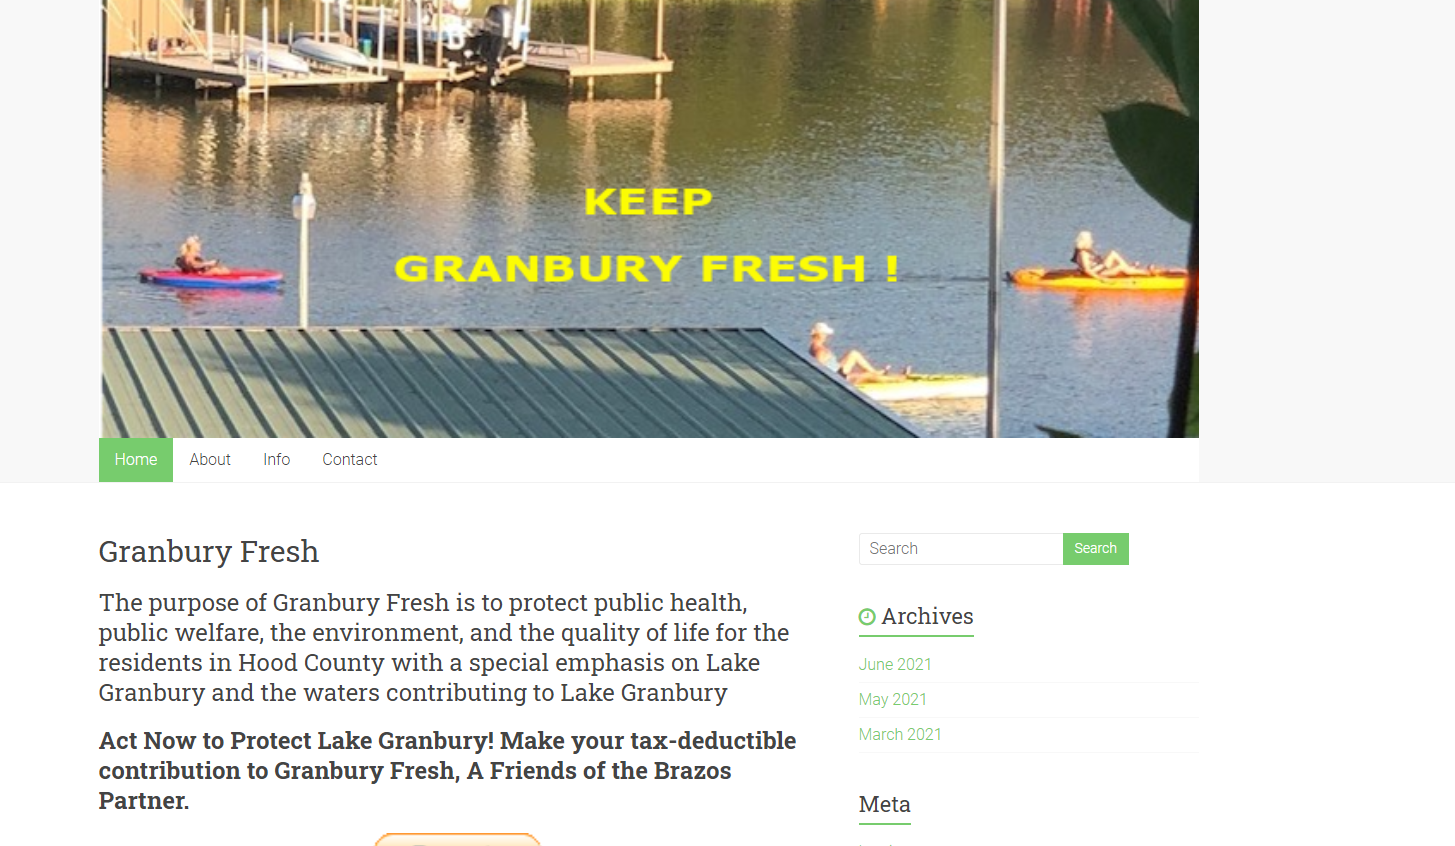 KEEP
GRANBURY FRESH !
Home About Info Contact
Granbury Fresh
The purpose of Granbury Fresh is to protect public health,
public welfare, the environment, and the quality of life for the
residents in Hood County with a special emphasis on Lake
Granbury and the waters contributing to Lake Granbury
Act Now to Protect Lake Granbury! Make your tax-deductible
contribution to Granbury Fresh, A Friends of the Brazos
Partner.
Search Search
Archives
June 2021
May 2021
March 2021
Meta